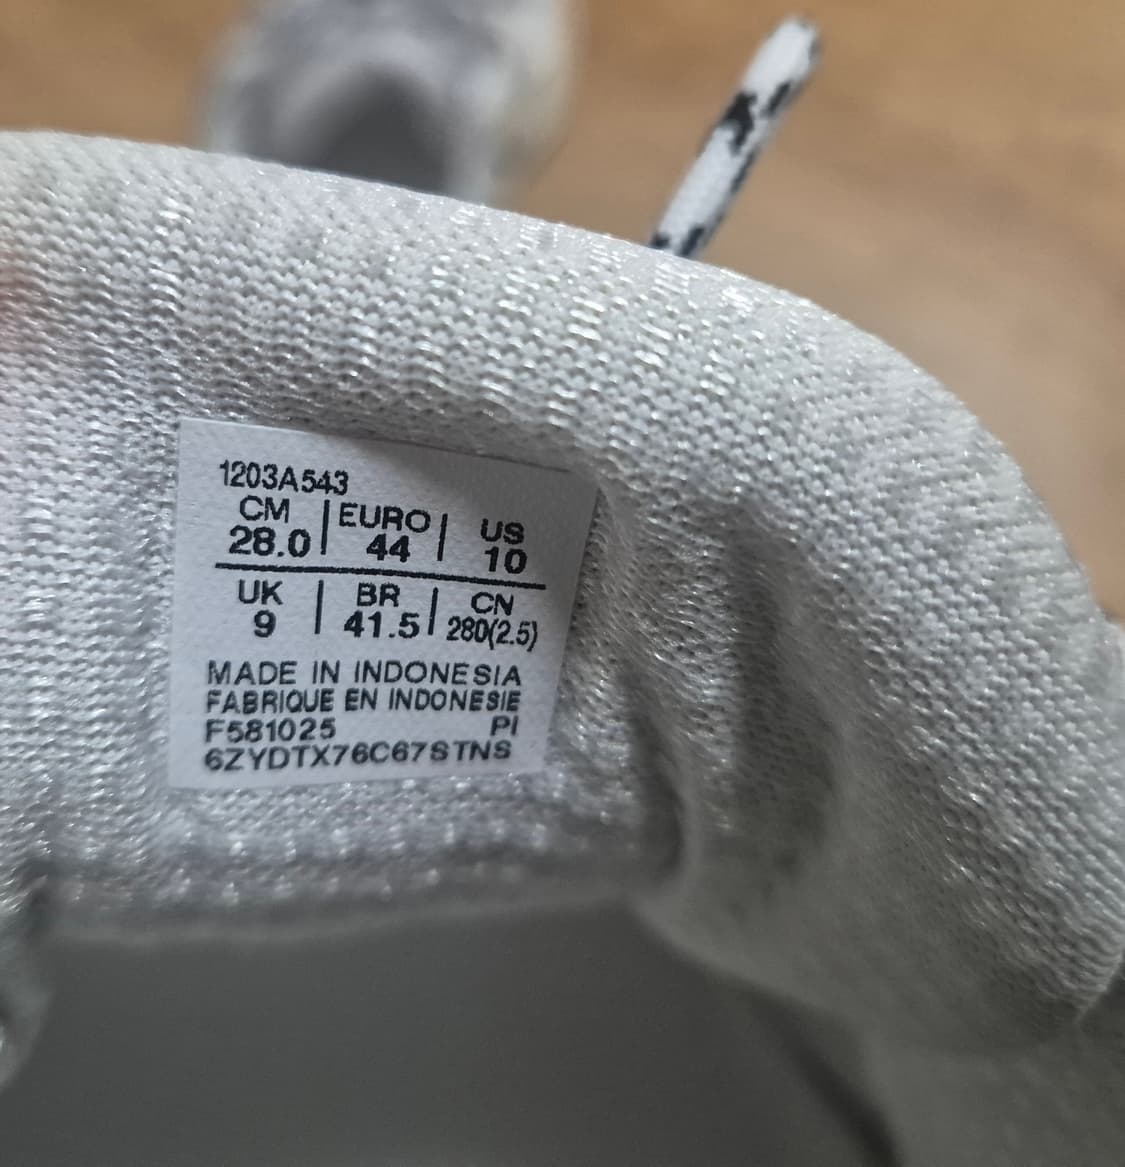 1203A543
CM | EURO | US
28.0 | 44 | 10
UK | BR | CN
9 | 41.5 | 280(2.5)
MADE IN INDONESIA
FABRIQUE EN INDONESIE
F581025 PI
6ZYDTX76C67STNS